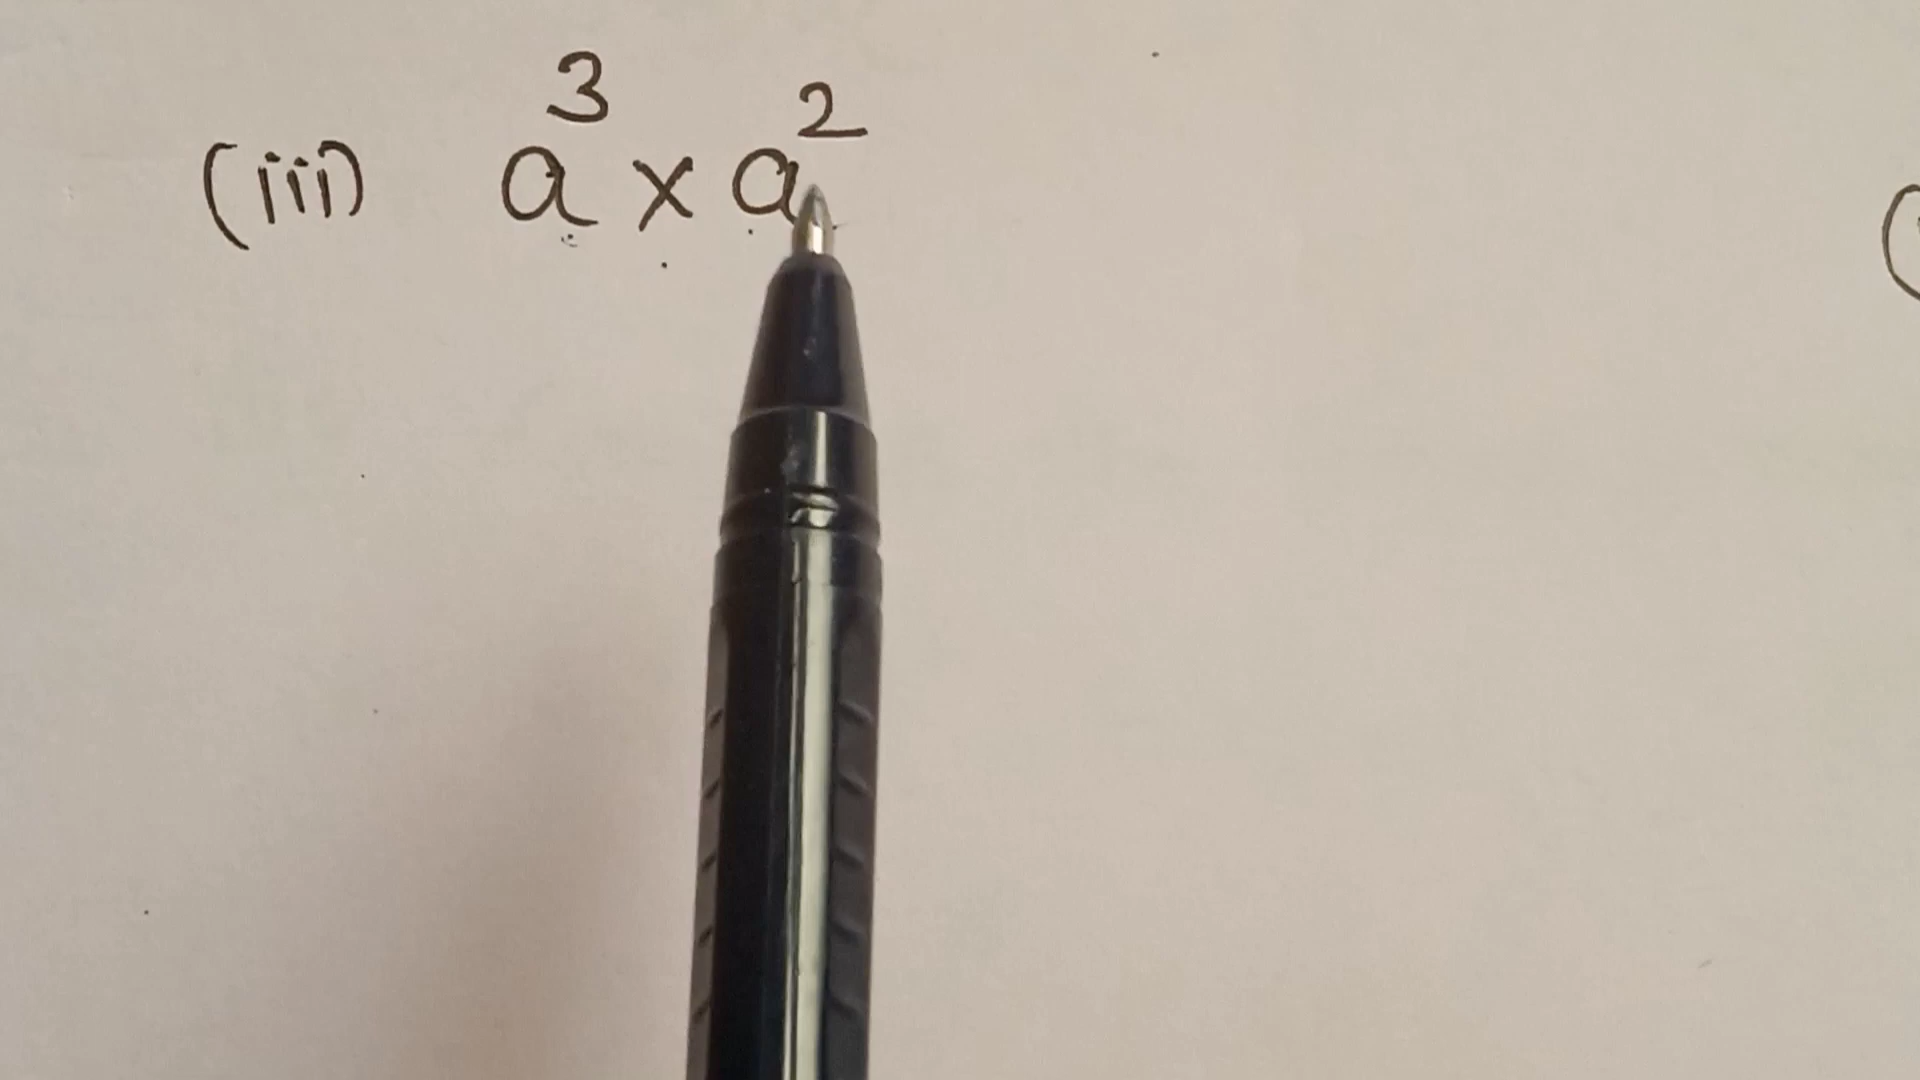 (iii) a³ × a²